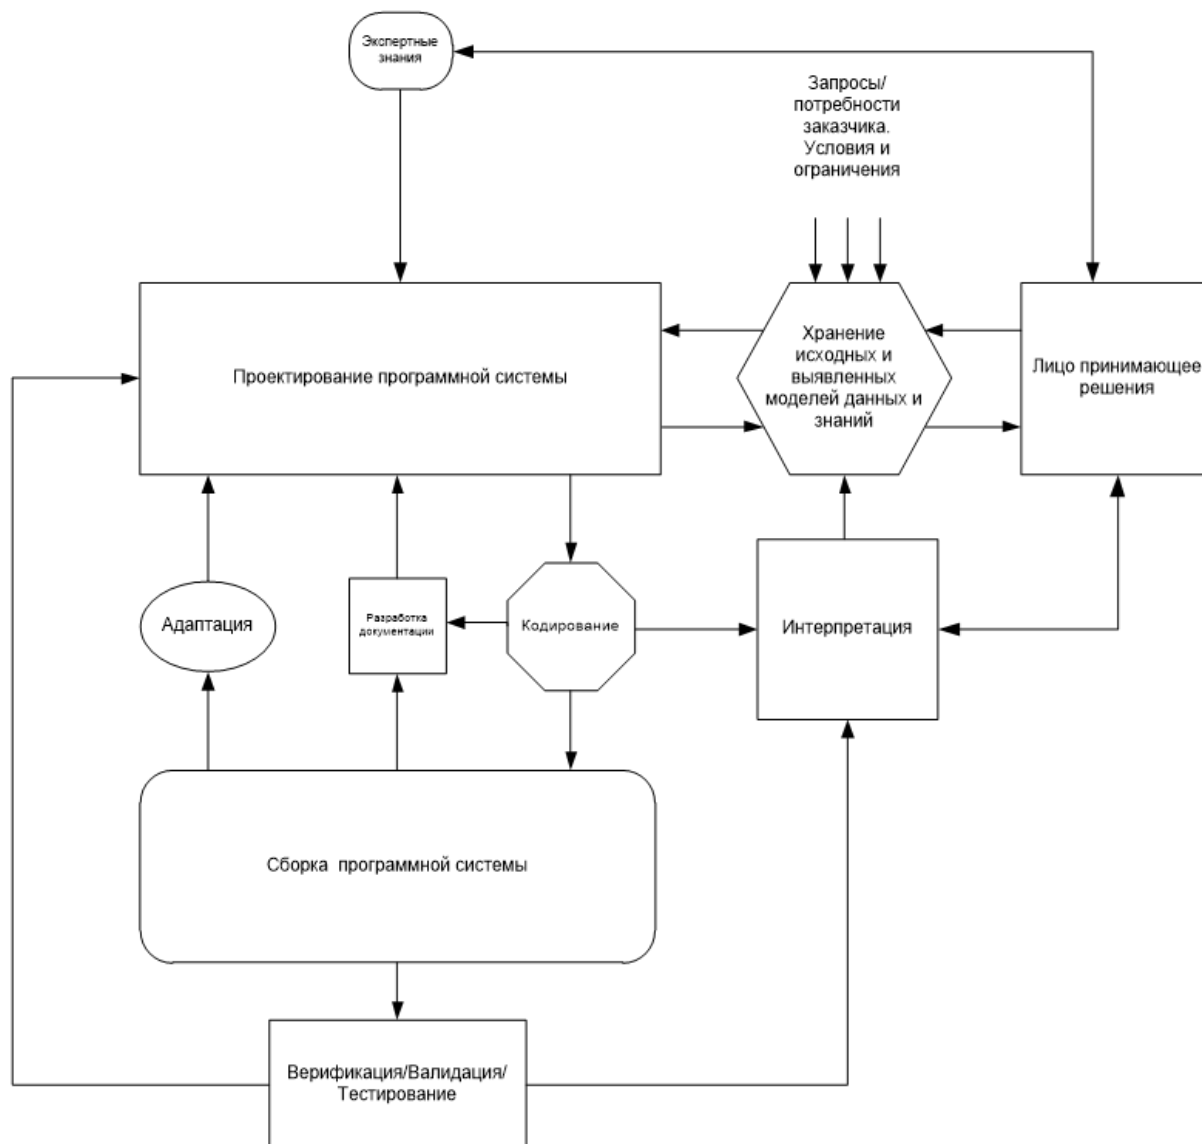 Экспертные
знания
Запросы/
потребности
заказчика.
Условия и
ограничения
Проектирование программной системы
Хранение
исходных и
выявленных
моделей данных и
знаний
Лицо принимающее
решения
Адаптация
Разработка
документации
Кодирование
Интерпретация
Сборка программной системы
Верификация/Валидация/
Тестирование